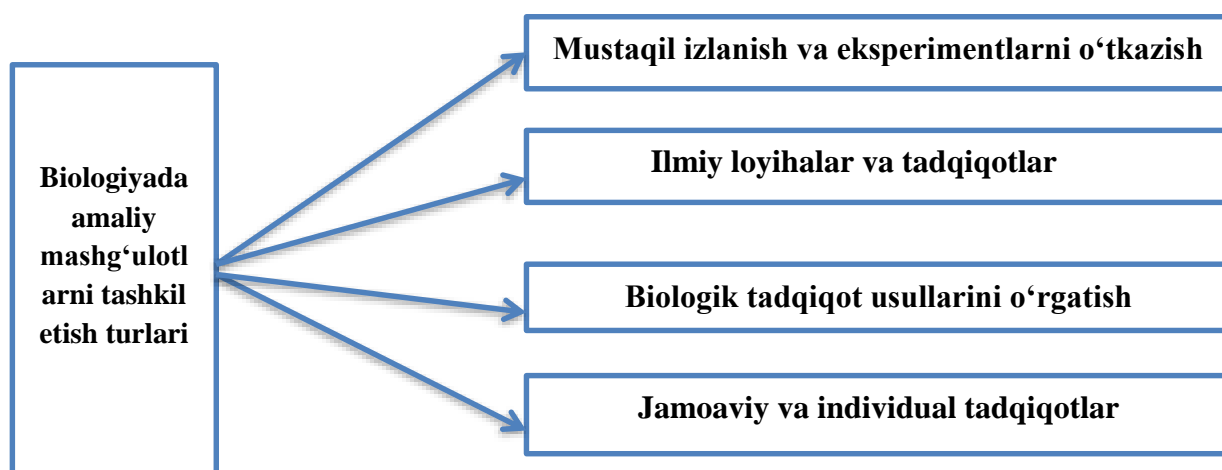 Biologiyada
amaliy
mashg‘ulotl
arni tashkil
etish turlari
Mustaqil izlanish va eksperimentlarni o‘tkazish
Ilmiy loyihalar va tadqiqotlar
Biologik tadqiqot usullarini o‘rgatish
Jamoaviy va individual tadqiqotlar